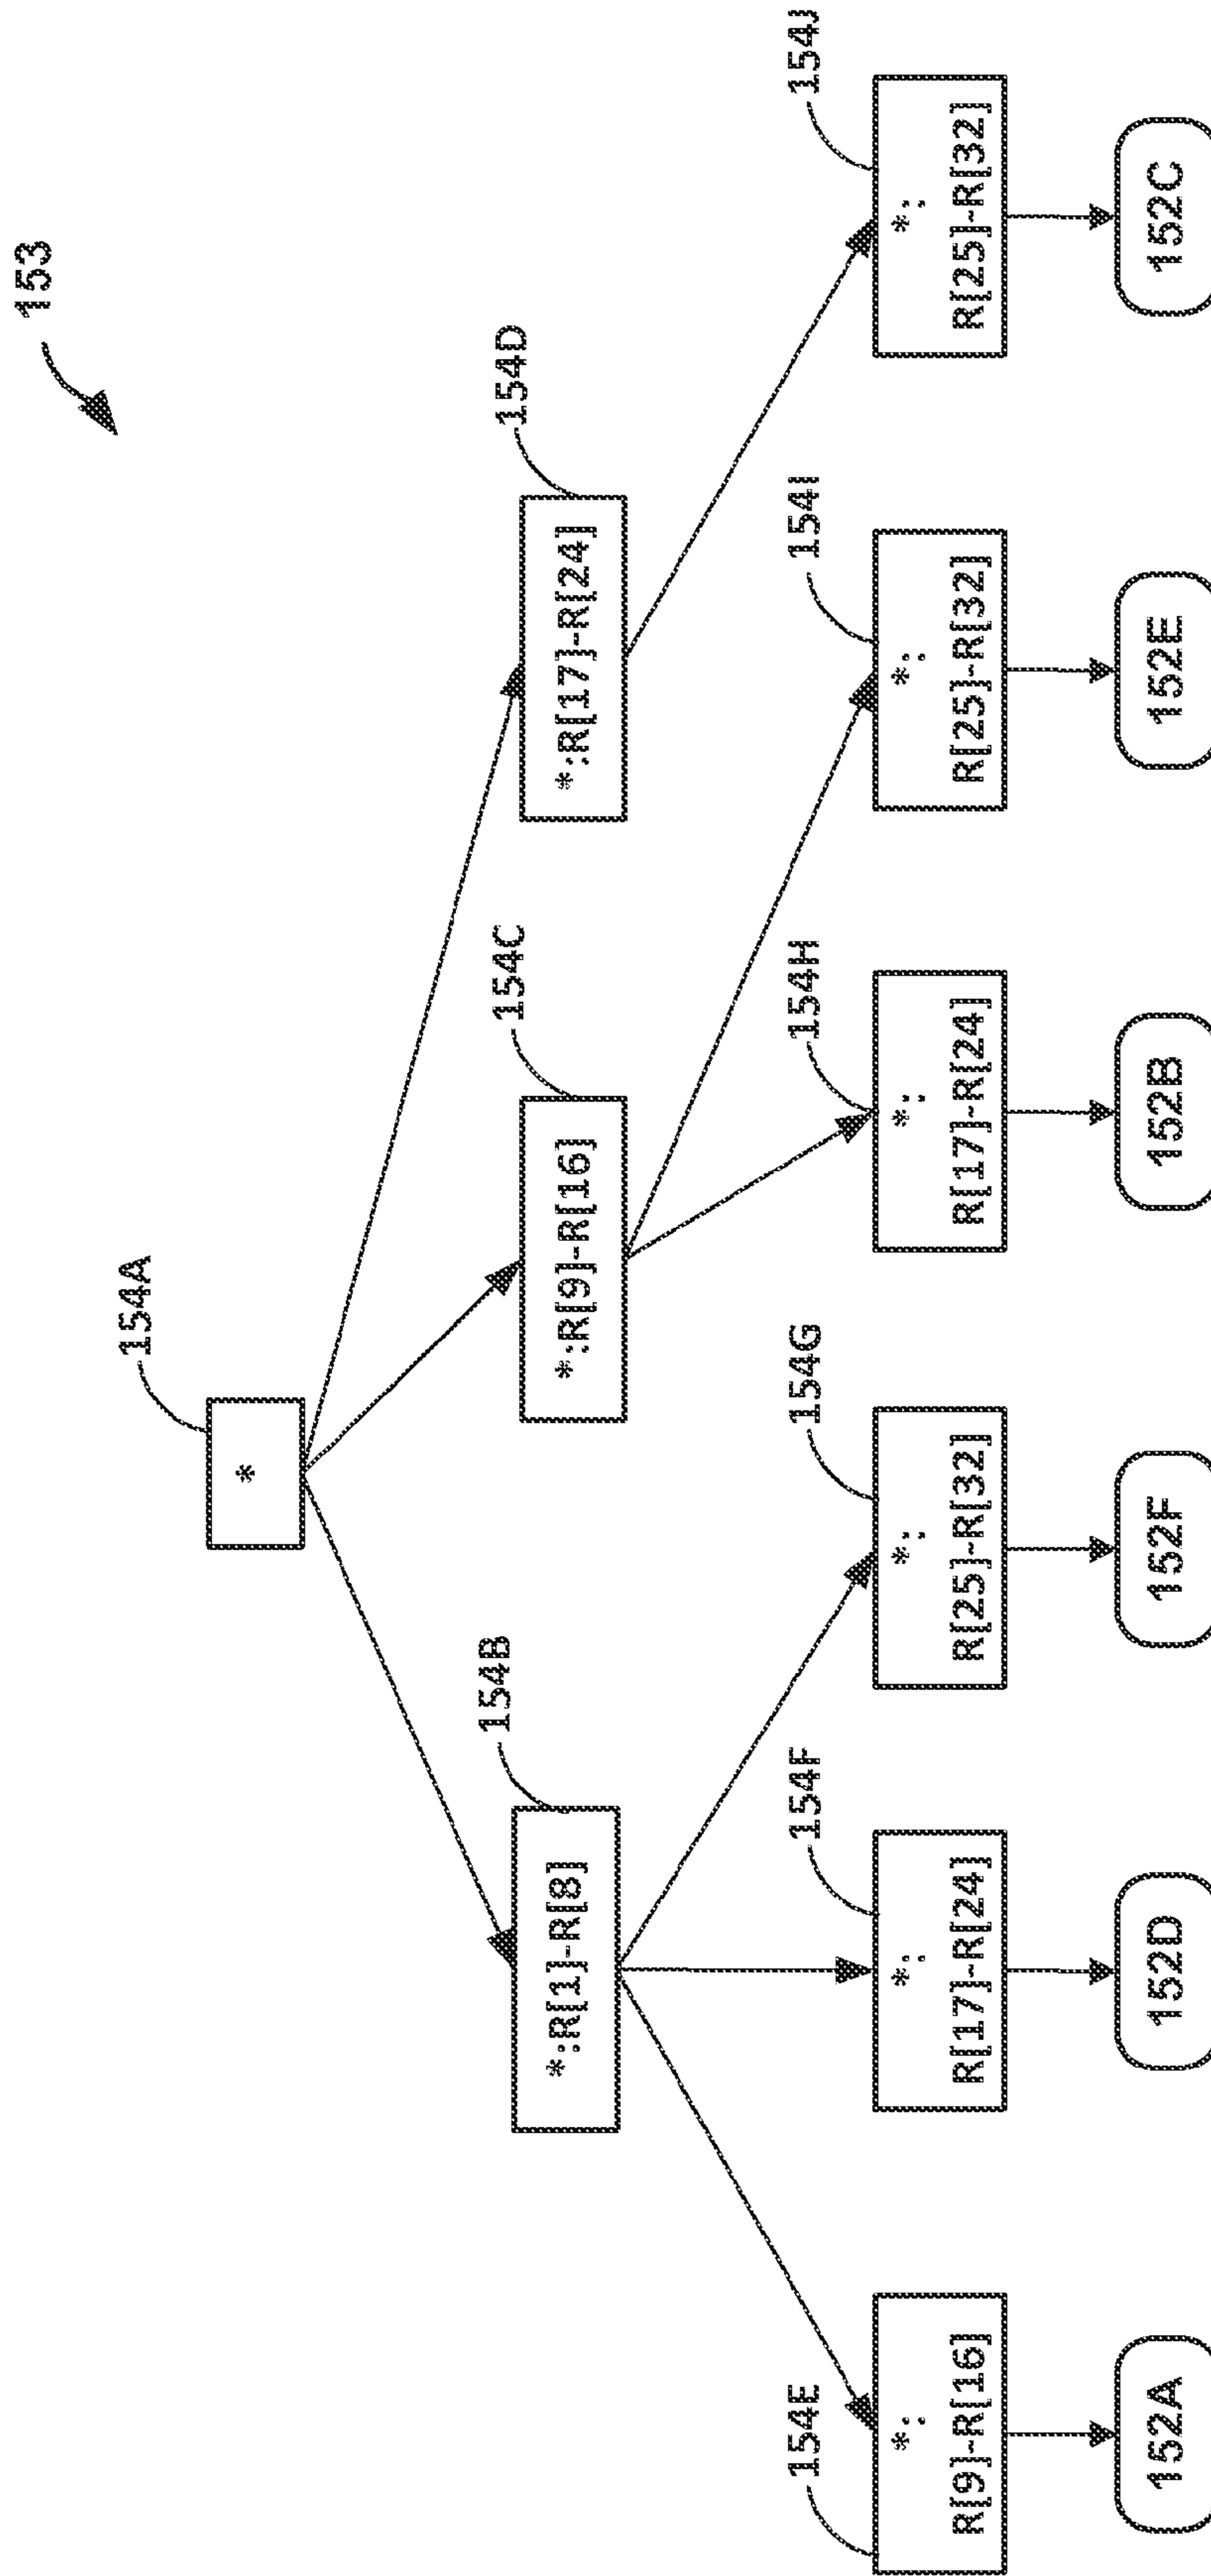 153
154A
*
154B
154C
154D
*:R[1]-R[8]
*:R[9]-R[16]
*:R[17]-R[24]
154E
154F
154G
154H
154I
154J
*:
R[9]-R[16]
*:
R[17]-R[24]
*:
R[25]-R[32]
*:
R[17]-R[24]
*:
R[25]-R[32]
*:
R[25]-R[32]
152A
152D
152F
152B
152E
152C